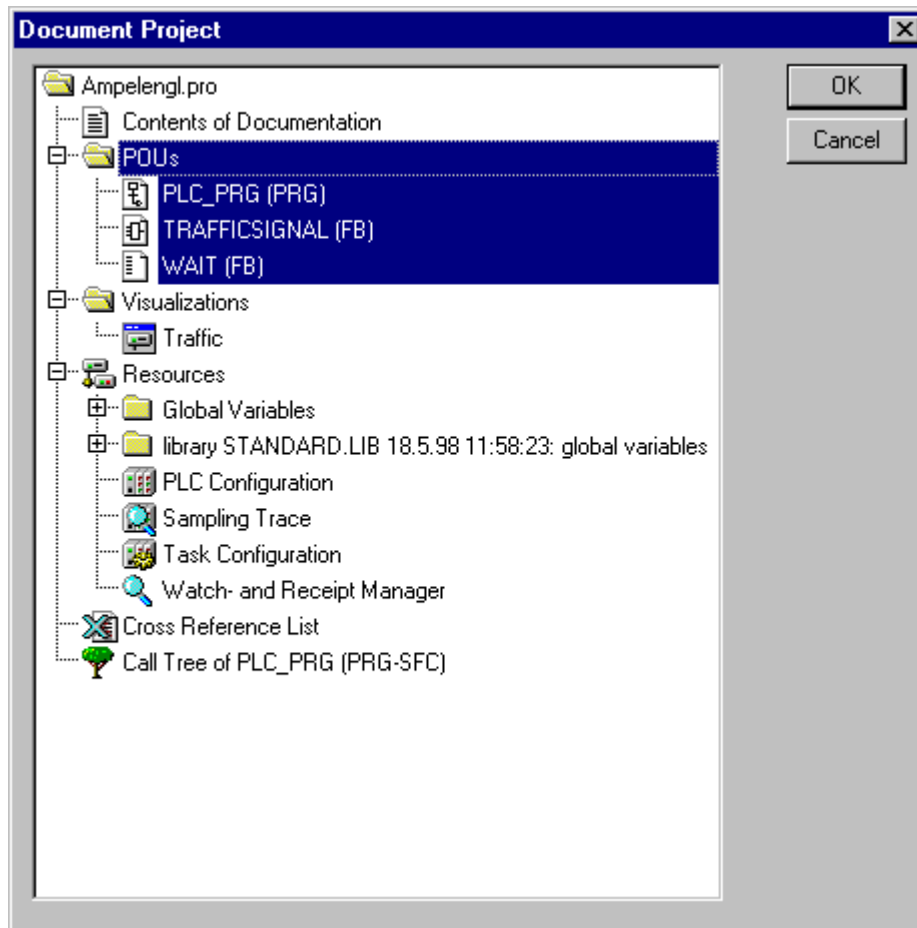 Document Project
Ampelengl.pro
OK
Contents of Documentation
Cancel
POUs
PLC_PRG (PRG)
TRAFFICSIGNAL (FB)
WAIT (FB)
Visualizations
Traffic
Resources
Global Variables
library STANDARD.LIB 18.5.98 11:58:23: global variables
PLC Configuration
Sampling Trace
Task Configuration
Watch- and Receipt Manager
Cross Reference List
Call Tree of PLC_PRG (PRG-SFC)